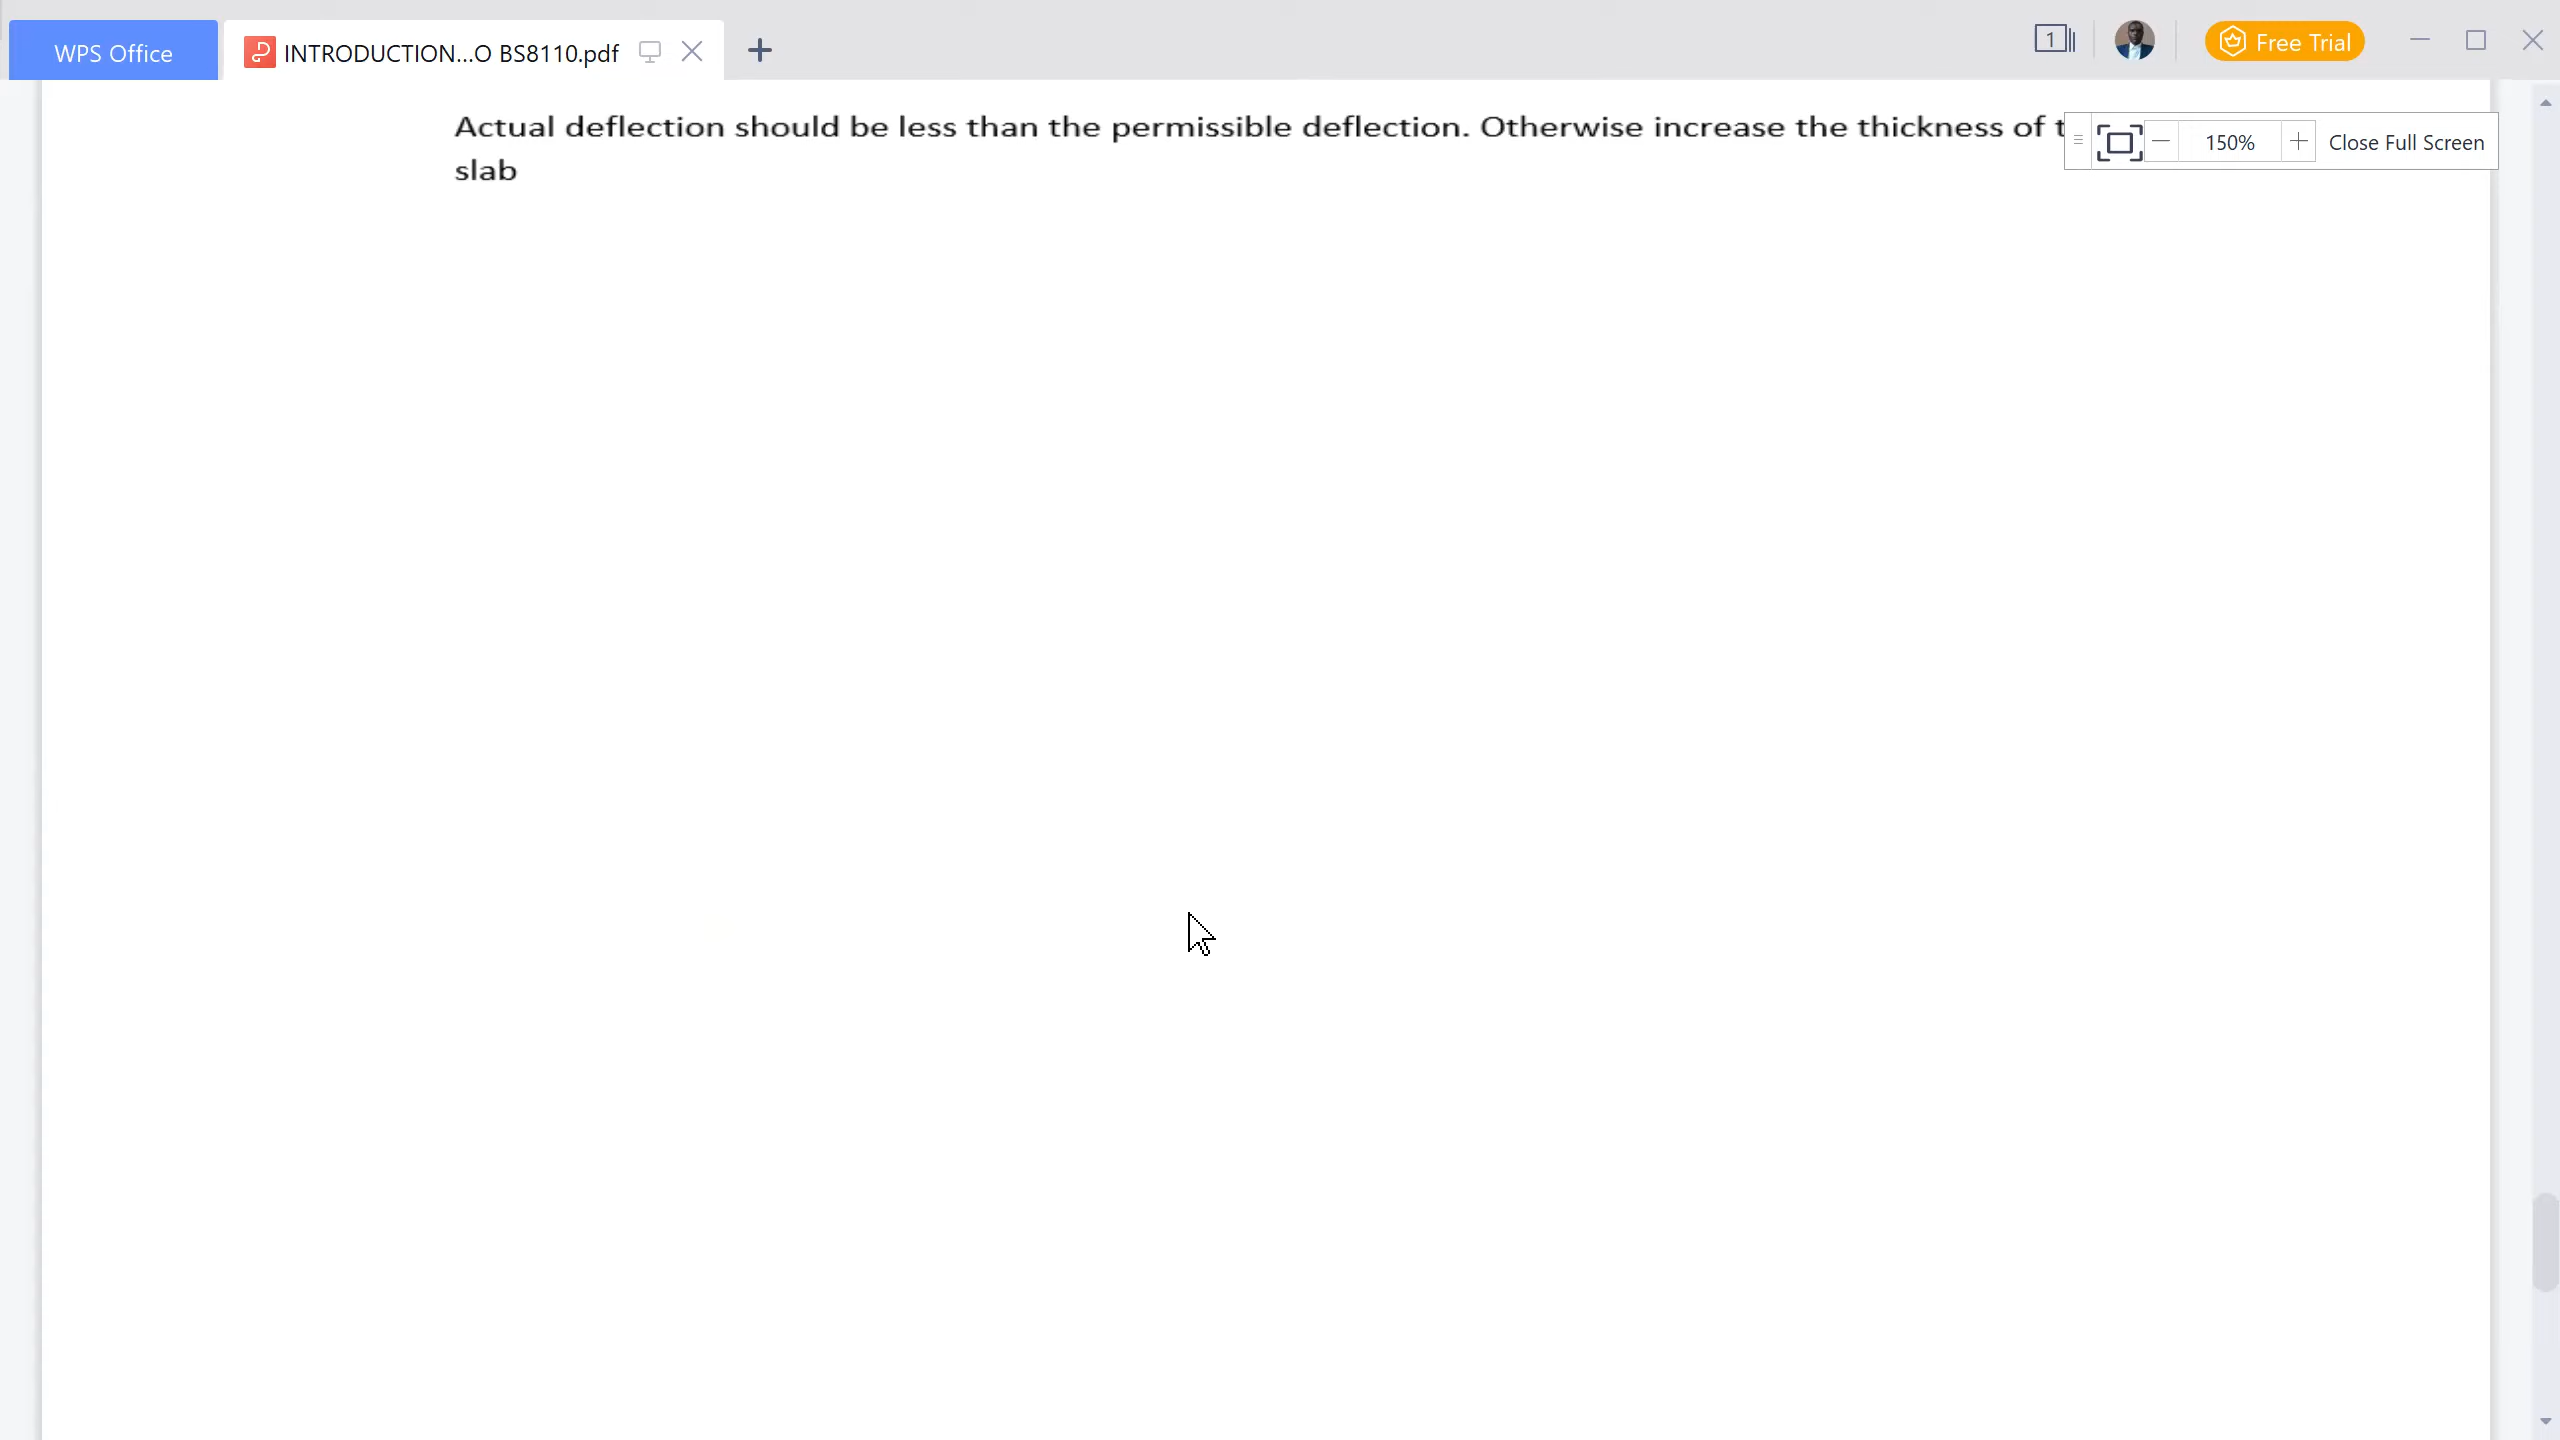 WPS Office
INTRODUCTION...O BS8110.pdf
1
Free Trial
Actual deflection should be less than the permissible deflection. Otherwise increase the thickness of t
slab
150%
Close Full Screen